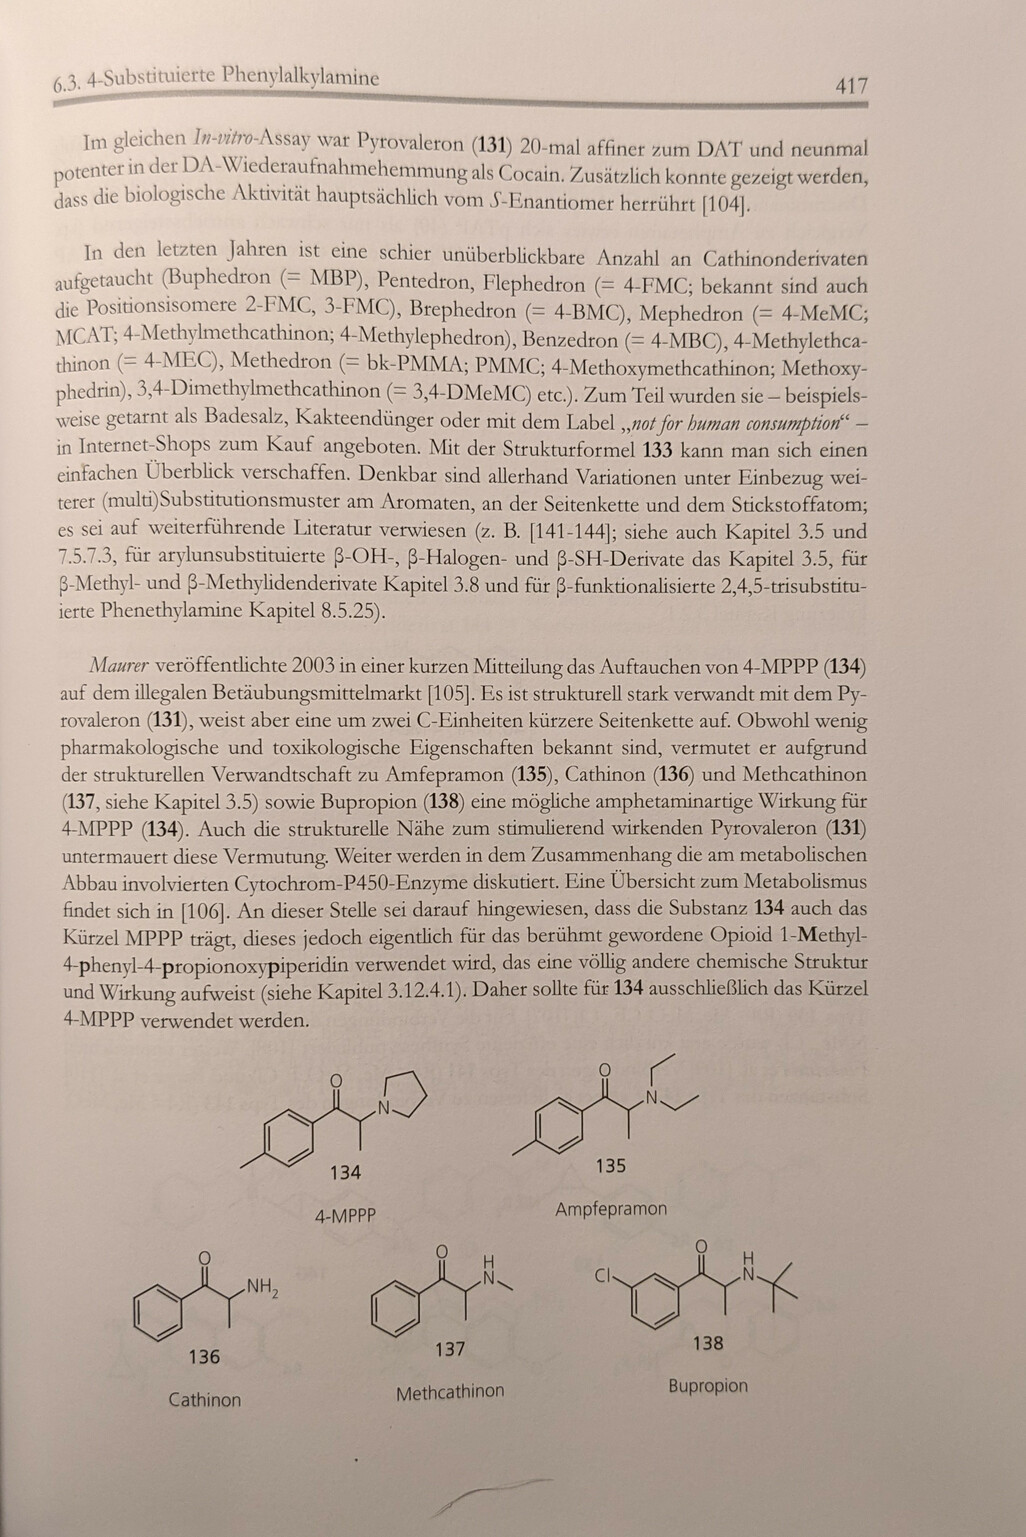 6.3. 4-Substituierte Phenylalkylamine 417
Im gleichen In-vitro-Assay war Pyrovaleron (131) 20-mal affiner zum DAT und neunmal
potenter in der DA-Wiederaufnahmehemmung als Cocain. Zusätzlich konnte gezeigt werden,
dass die biologische Aktivität hauptsächlich vom S-Enantiomer herrührt [104].
In den letzten Jahren ist eine schier unüberblickbare Anzahl an Cathinonderivaten
aufgetaucht (Buphedron (= MBP), Pentedron, Flephedron (= 4-FMC; bekannt sind auch
die Positionsisomere 2-FMC, 3-FMC), Brephedron (= 4-BMC), Mephedron (= 4-MeMC;
MCAT; 4-Methylmethcathinon; 4-Methylephedron), Benzedron (= 4-MBC), 4-Methylethca-
thinon (= 4-MEC), Methedron (= bk-PMMA; PMMC; 4-Methoxymethcathinon; Methoxy-
phedrin), 3,4-Dimethylmethcathinon (= 3,4-DMeMC) etc.). Zum Teil wurden sie – beispiels-
weise getarnt als Badesalz, Kakteendünger oder mit dem Label „not for human consumption“ –
in Internet-Shops zum Kauf angeboten. Mit der Strukturformel 133 kann man sich einen
einfachen Überblick verschaffen. Denkbar sind allerhand Variationen unter Einbezug wei-
terer (multi)Substitutionsmuster am Aromaten, an der Seitenkette und dem Stickstoffatom;
es sei auf weiterführende Literatur verwiesen (z. B. [141-144]; siehe auch Kapitel 3.5 und
7.5.7.3, für arylunsubstituierte β-OH-, β-Halogen- und β-SH-Derivate das Kapitel 3.5, für
β-Methyl- und β-Methylidenderivate Kapitel 3.8 und für β-funktionalisierte 2,4,5-trisubstitu-
ierte Phenethylamine Kapitel 8.5.25).
Maurer veröffentlichte 2003 in einer kurzen Mitteilung das Auftauchen von 4-MPPP (134)
auf dem illegalen Betäubungsmittelmarkt [105]. Es ist strukturell stark verwandt mit dem Py-
rovaleron (131), weist aber eine um zwei C-Einheiten kürzere Seitenkette auf. Obwohl wenig
pharmakologische und toxikologische Eigenschaften bekannt sind, vermutet er aufgrund
der strukturellen Verwandtschaft zu Amfepramon (135), Cathinon (136) und Methcathinon
(137, siehe Kapitel 3.5) sowie Bupropion (138) eine mögliche amphetaminartige Wirkung für
4-MPPP (134). Auch die strukturelle Nähe zum stimulierend wirkenden Pyrovaleron (131)
untermauert diese Vermutung. Weiter werden in dem Zusammenhang die am metabolischen
Abbau involvierten Cytochrom-P450-Enzyme diskutiert. Eine Übersicht zum Metabolismus
findet sich in [106]. An dieser Stelle sei darauf hingewiesen, dass die Substanz 134 auch das
Kürzel MPPP trägt, dieses jedoch eigentlich für das berühmt gewordene Opioid 1-Methyl-
4-phenyl-4-propionoxypiperidin verwendet wird, das eine völlig andere chemische Struktur
und Wirkung aufweist (siehe Kapitel 3.12.4.1). Daher sollte für 134 ausschließlich das Kürzel
4-MPPP verwendet werden.
O N O N
134 135
4-MPPP Ampfepramon
O NH2 O H N Cl O H N
136 137 138
Cathinon Methcathinon Bupropion